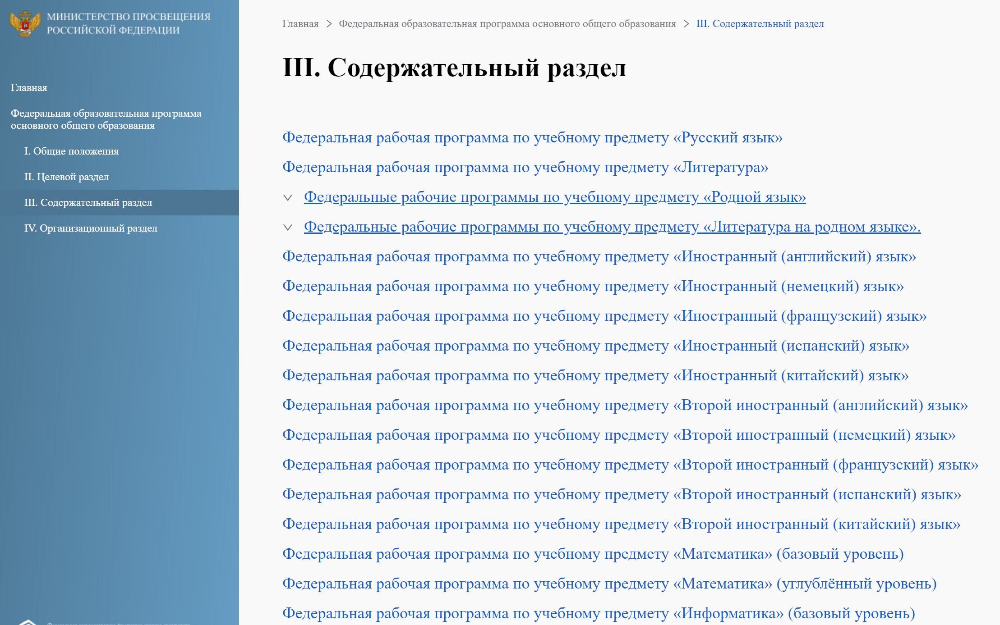 МИНИСТЕРСТВО ПРОСВЕЩЕНИЯ
РОССИЙСКОЙ ФЕДЕРАЦИИ
Главная
Федеральная образовательная программа
основного общего образования
I. Общие положения
II. Целевой раздел
III. Содержательный раздел
IV. Организационный раздел
Главная > Федеральная образовательная программа основного общего образования > III. Содержательный раздел
III. Содержательный раздел
Федеральная рабочая программа по учебному предмету «Русский язык»
Федеральная рабочая программа по учебному предмету «Литература»
Федеральные рабочие программы по учебному предмету «Родной язык»
Федеральные рабочие программы по учебному предмету «Литература на родном языке».
Федеральная рабочая программа по учебному предмету «Иностранный (английский) язык»
Федеральная рабочая программа по учебному предмету «Иностранный (немецкий) язык»
Федеральная рабочая программа по учебному предмету «Иностранный (французский) язык»
Федеральная рабочая программа по учебному предмету «Иностранный (испанский) язык»
Федеральная рабочая программа по учебному предмету «Иностранный (китайский) язык»
Федеральная рабочая программа по учебному предмету «Второй иностранный (английский) язык»
Федеральная рабочая программа по учебному предмету «Второй иностранный (немецкий) язык»
Федеральная рабочая программа по учебному предмету «Второй иностранный (французский) язык»
Федеральная рабочая программа по учебному предмету «Второй иностранный (испанский) язык»
Федеральная рабочая программа по учебному предмету «Второй иностранный (китайский) язык»
Федеральная рабочая программа по учебному предмету «Математика» (базовый уровень)
Федеральная рабочая программа по учебному предмету «Математика» (углублённый уровень)
Федеральная рабочая программа по учебному предмету «Информатика» (базовый уровень)